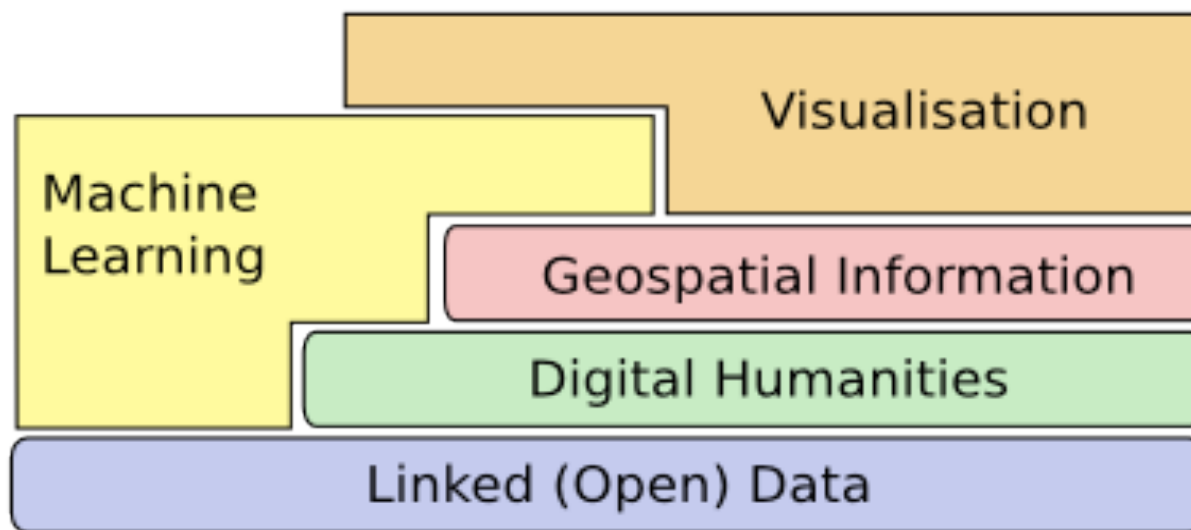 Visualisation
Machine
Learning
Geospatial Information
Digital Humanities
Linked (Open) Data